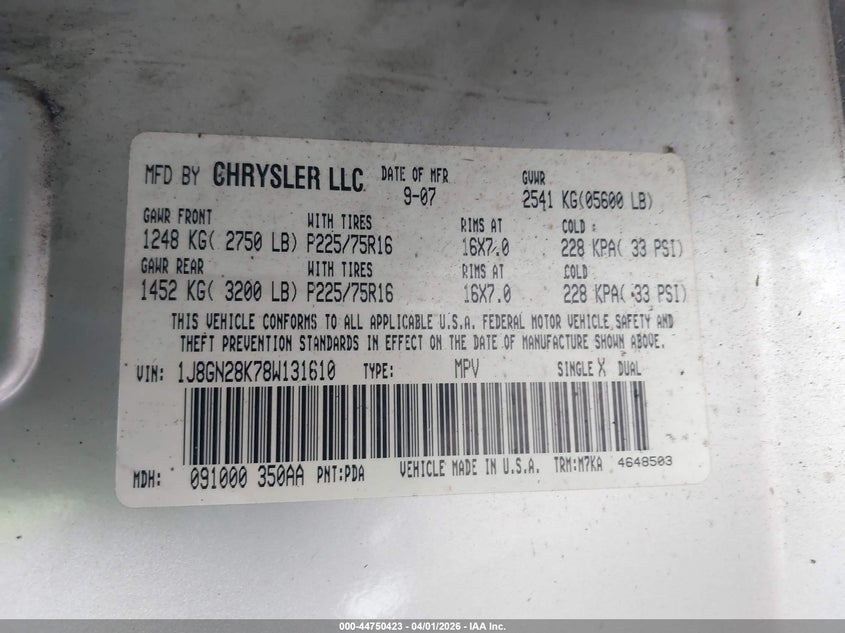 MFD BY CHRYSLER LLC. DATE OF MFR 9-07 GVWR 2541 KG(05600 LB)
GAWR FRONT WITH TIRES RIMS AT COLD :
1248 KG( 2750 LB) P225/75R16 16X7.0 228 KPA( 33 PSI)
GAWR REAR WITH TIRES RIMS AT COLD
1452 KG( 3200 LB) P225/75R16 16X7.0 228 KPA( 33 PSI)
THIS VEHICLE CONFORMS TO ALL APPLICABLE U.S.A. FEDERAL MOTOR VEHICLE SAFETY AND
THEFT PREVENTION STANDARDS IN EFFECT ON THE DATE OF MANUFACTURE SHOWN ABOVE.
VIN: 1J8GN28K78W131610 TYPE: MPV SINGLE X DUAL
MDH: 091000 350AA PNT:PDA VEHICLE MADE IN U.S.A. TRM:M7KA 4648503
000-44750423 - 04/01/2026 - IAA Inc.